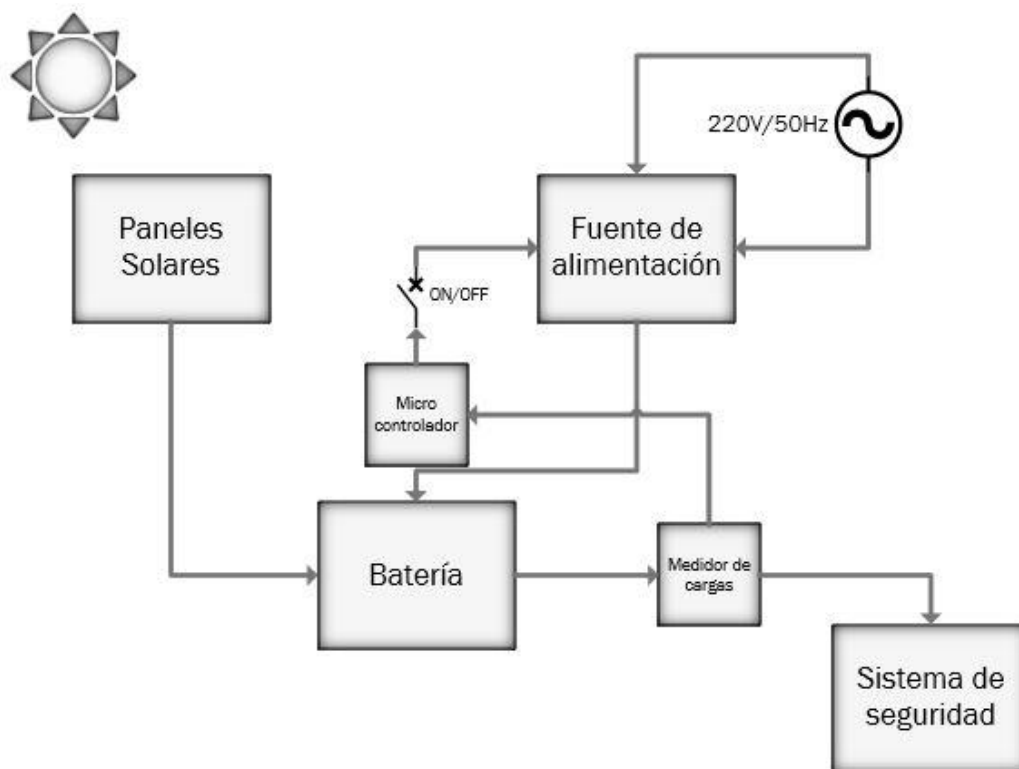 220V/50Hz
Paneles
Solares
Fuente de
alimentación
ON/OFF
Micro
controlador
Batería
Medidor de
cargas
Sistema de
seguridad